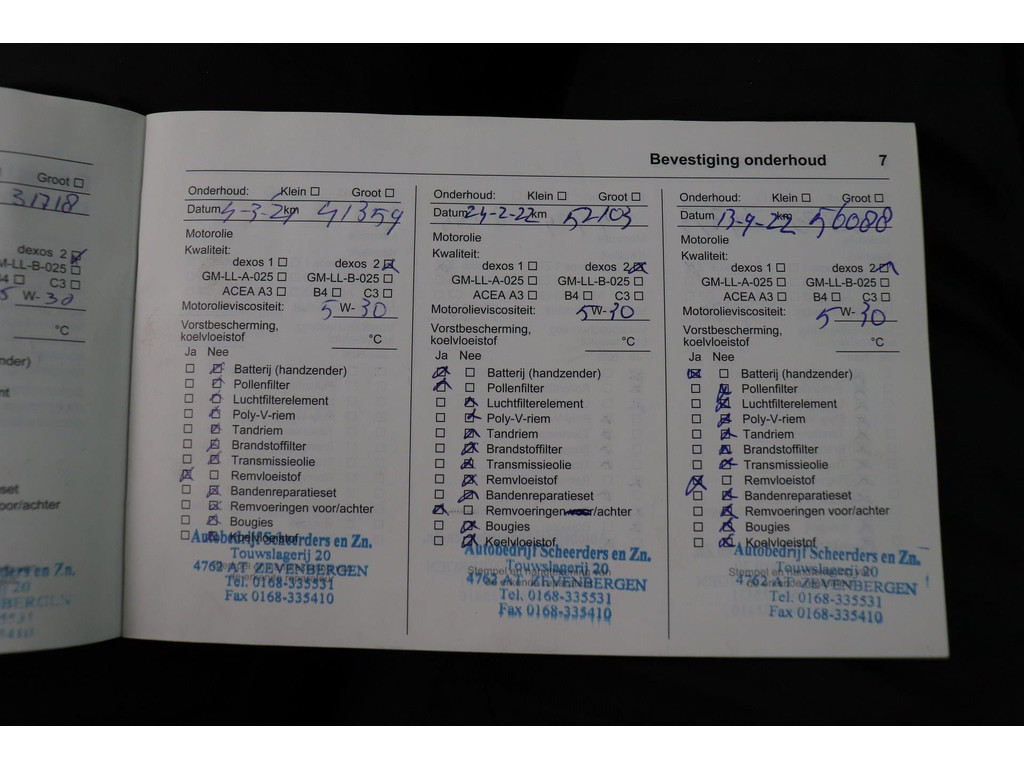 Groot ☐
31718
dexos 2 ☒
M-LL-B-025 ☐
C3 ☐
W-30
°C
nder)
nt
set
oor/achter
Bevestiging onderhoud 7
Onderhoud: Klein ☐ Groot ☐
Datum 4-3-21 km 41359
Motorolie
Kwaliteit:
dexos 1 ☐ dexos 2 ☒
GM-LL-A-025 ☐ GM-LL-B-025 ☐
ACEA A3 ☐ B4 ☐ C3 ☐
Motorolieviscositeit: 5 W-30
Vorstbescherming,
koelvloeistof °C
Ja Nee
☐ ☒ Batterij (handzender)
☐ ☒ Pollenfilter
☐ ☒ Luchtfilterelement
☐ ☒ Poly-V-riem
☐ ☒ Tandriem
☐ ☒ Brandstoffilter
☐ ☒ Transmissieolie
☒ ☐ Remvloeistof
☐ ☒ Bandenreparatieset
☐ ☒ Remvoeringen voor/achter
☐ ☒ Bougies
☐ ☒ Koelvloeistof
Autobedrijf Scheerders en Zn.
Touwslagerij 20
4762 AT ZEVENBERGEN
Tel. 0168-335531
Fax 0168-335410
Onderhoud: Klein ☐ Groot ☐
Datum 24-2-22 km 52103
Motorolie
Kwaliteit:
dexos 1 ☐ dexos 2 ☒
GM-LL-A-025 ☐ GM-LL-B-025 ☐
ACEA A3 ☐ B4 ☐ C3 ☐
Motorolieviscositeit: 5 W-30
Vorstbescherming,
koelvloeistof °C
Ja Nee
☒ ☐ Batterij (handzender)
☒ ☐ Pollenfilter
☐ ☒ Luchtfilterelement
☐ ☒ Poly-V-riem
☐ ☒ Tandriem
☐ ☒ Brandstoffilter
☐ ☒ Transmissieolie
☐ ☒ Remvloeistof
☐ ☒ Bandenreparatieset
☒ ☐ Remvoeringen /achter
☐ ☒ Bougies
☐ ☒ Koelvloeistof
Autobedrijf Scheerders en Zn.
Touwslagerij 20
4762 AT ZEVENBERGEN
Tel. 0168-335531
Fax 0168-335410
Onderhoud: Klein ☐ Groot ☐
Datum 13-9-22 km 56088
Motorolie
Kwaliteit:
dexos 1 ☐ dexos 2 ☒
GM-LL-A-025 ☐ GM-LL-B-025 ☐
ACEA A3 ☐ B4 ☐ C3 ☐
Motorolieviscositeit: 5 W-30
Vorstbescherming,
koelvloeistof °C
Ja Nee
☒ ☐ Batterij (handzender)
☐ ☒ Pollenfilter
☐ ☒ Luchtfilterelement
☐ ☒ Poly-V-riem
☐ ☒ Tandriem
☐ ☒ Brandstoffilter
☐ ☒ Transmissieolie
☒ ☐ Remvloeistof
☐ ☒ Bandenreparatieset
☐ ☒ Remvoeringen voor/achter
☐ ☒ Bougies
☐ ☒ Koelvloeistof
Autobedrijf Scheerders en Zn.
Touwslagerij 20
4762 AT ZEVENBERGEN
Tel. 0168-335531
Fax 0168-335410